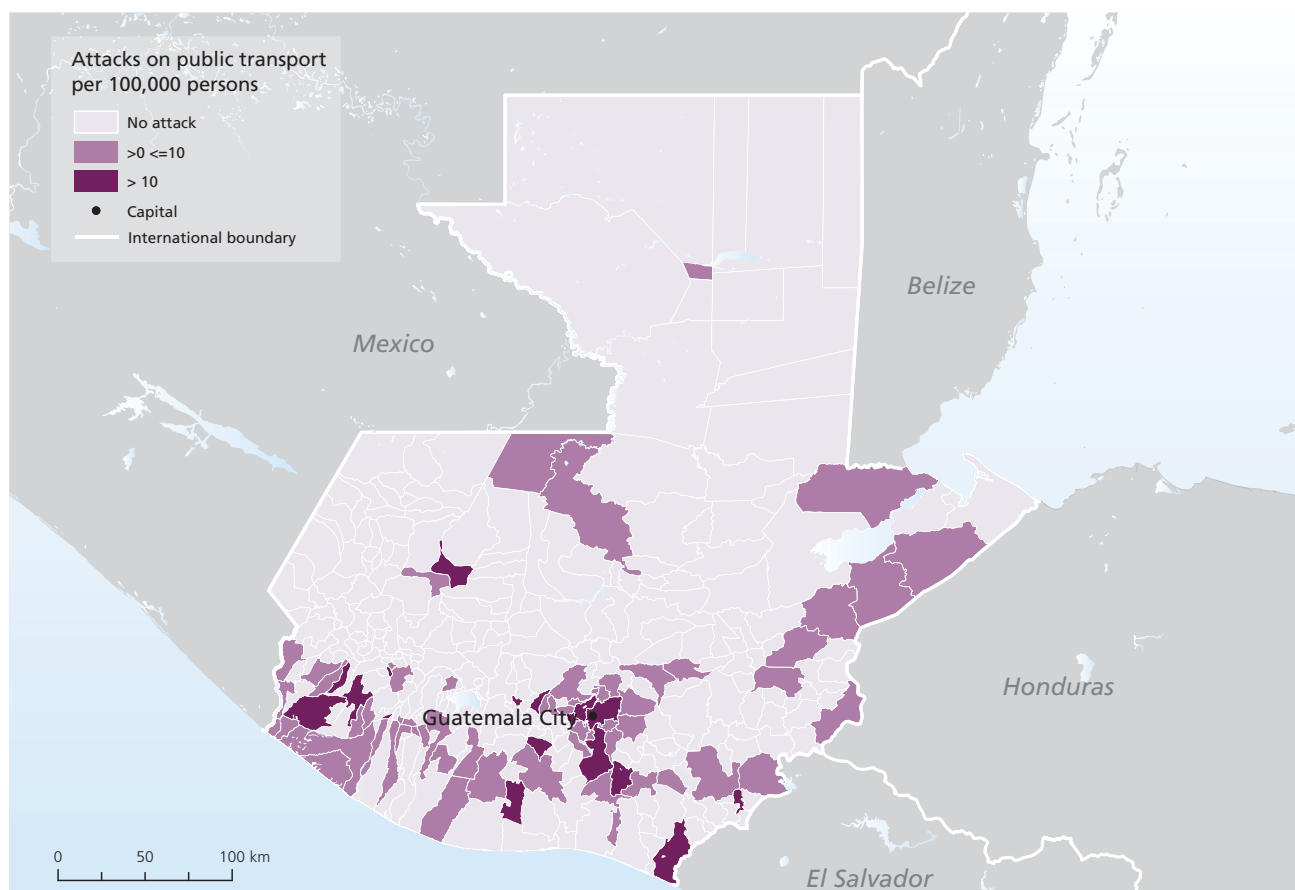 Attacks on public transport
per 100,000 persons
No attack
>0 <=10
> 10
Capital
International boundary
Mexico
Belize
Guatemala City
Honduras
El Salvador
0 50 100 km